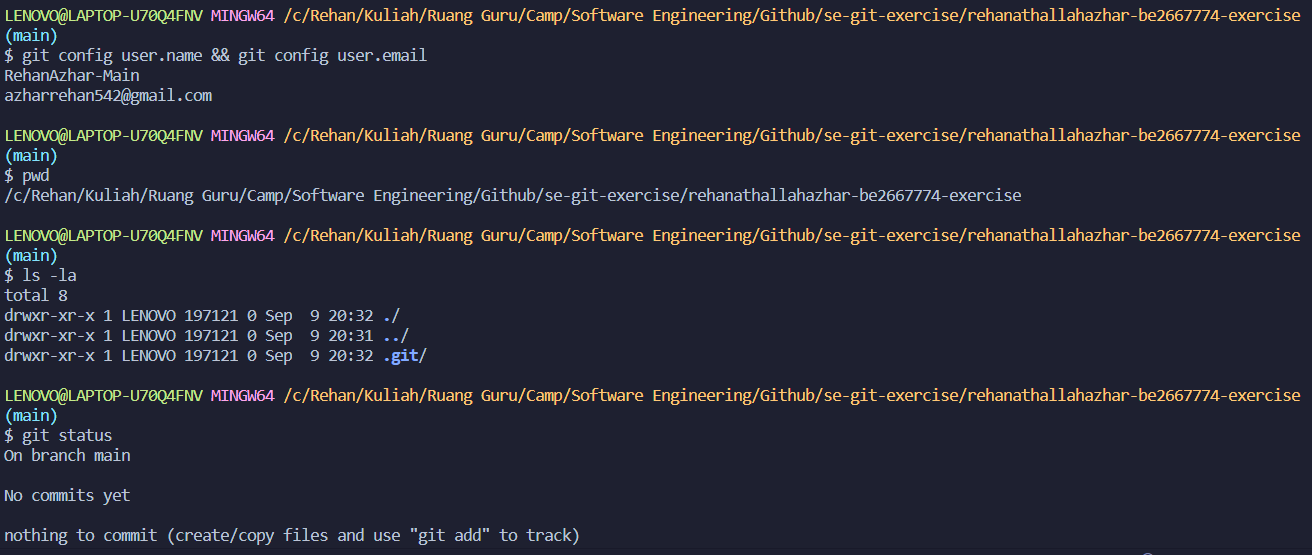 LENOVO@LAPTOP-U70Q4FNV MINGW64 /c/Rehan/Kuliah/Ruang Guru/Camp/Software Engineering/Github/se-git-exercise/rehanathallahazhar-be2667774-exercise
(main)
$ git config user.name && git config user.email
RehanAzhar-Main
azharrehan542@gmail.com

LENOVO@LAPTOP-U70Q4FNV MINGW64 /c/Rehan/Kuliah/Ruang Guru/Camp/Software Engineering/Github/se-git-exercise/rehanathallahazhar-be2667774-exercise
(main)
$ pwd
/c/Rehan/Kuliah/Ruang Guru/Camp/Software Engineering/Github/se-git-exercise/rehanathallahazhar-be2667774-exercise

LENOVO@LAPTOP-U70Q4FNV MINGW64 /c/Rehan/Kuliah/Ruang Guru/Camp/Software Engineering/Github/se-git-exercise/rehanathallahazhar-be2667774-exercise
(main)
$ ls -la
total 8
drwxr-xr-x 1 LENOVO 197121 0 Sep  9 20:32 ./
drwxr-xr-x 1 LENOVO 197121 0 Sep  9 20:31 ../
drwxr-xr-x 1 LENOVO 197121 0 Sep  9 20:32 .git/

LENOVO@LAPTOP-U70Q4FNV MINGW64 /c/Rehan/Kuliah/Ruang Guru/Camp/Software Engineering/Github/se-git-exercise/rehanathallahazhar-be2667774-exercise
(main)
$ git status
On branch main

No commits yet

nothing to commit (create/copy files and use "git add" to track)